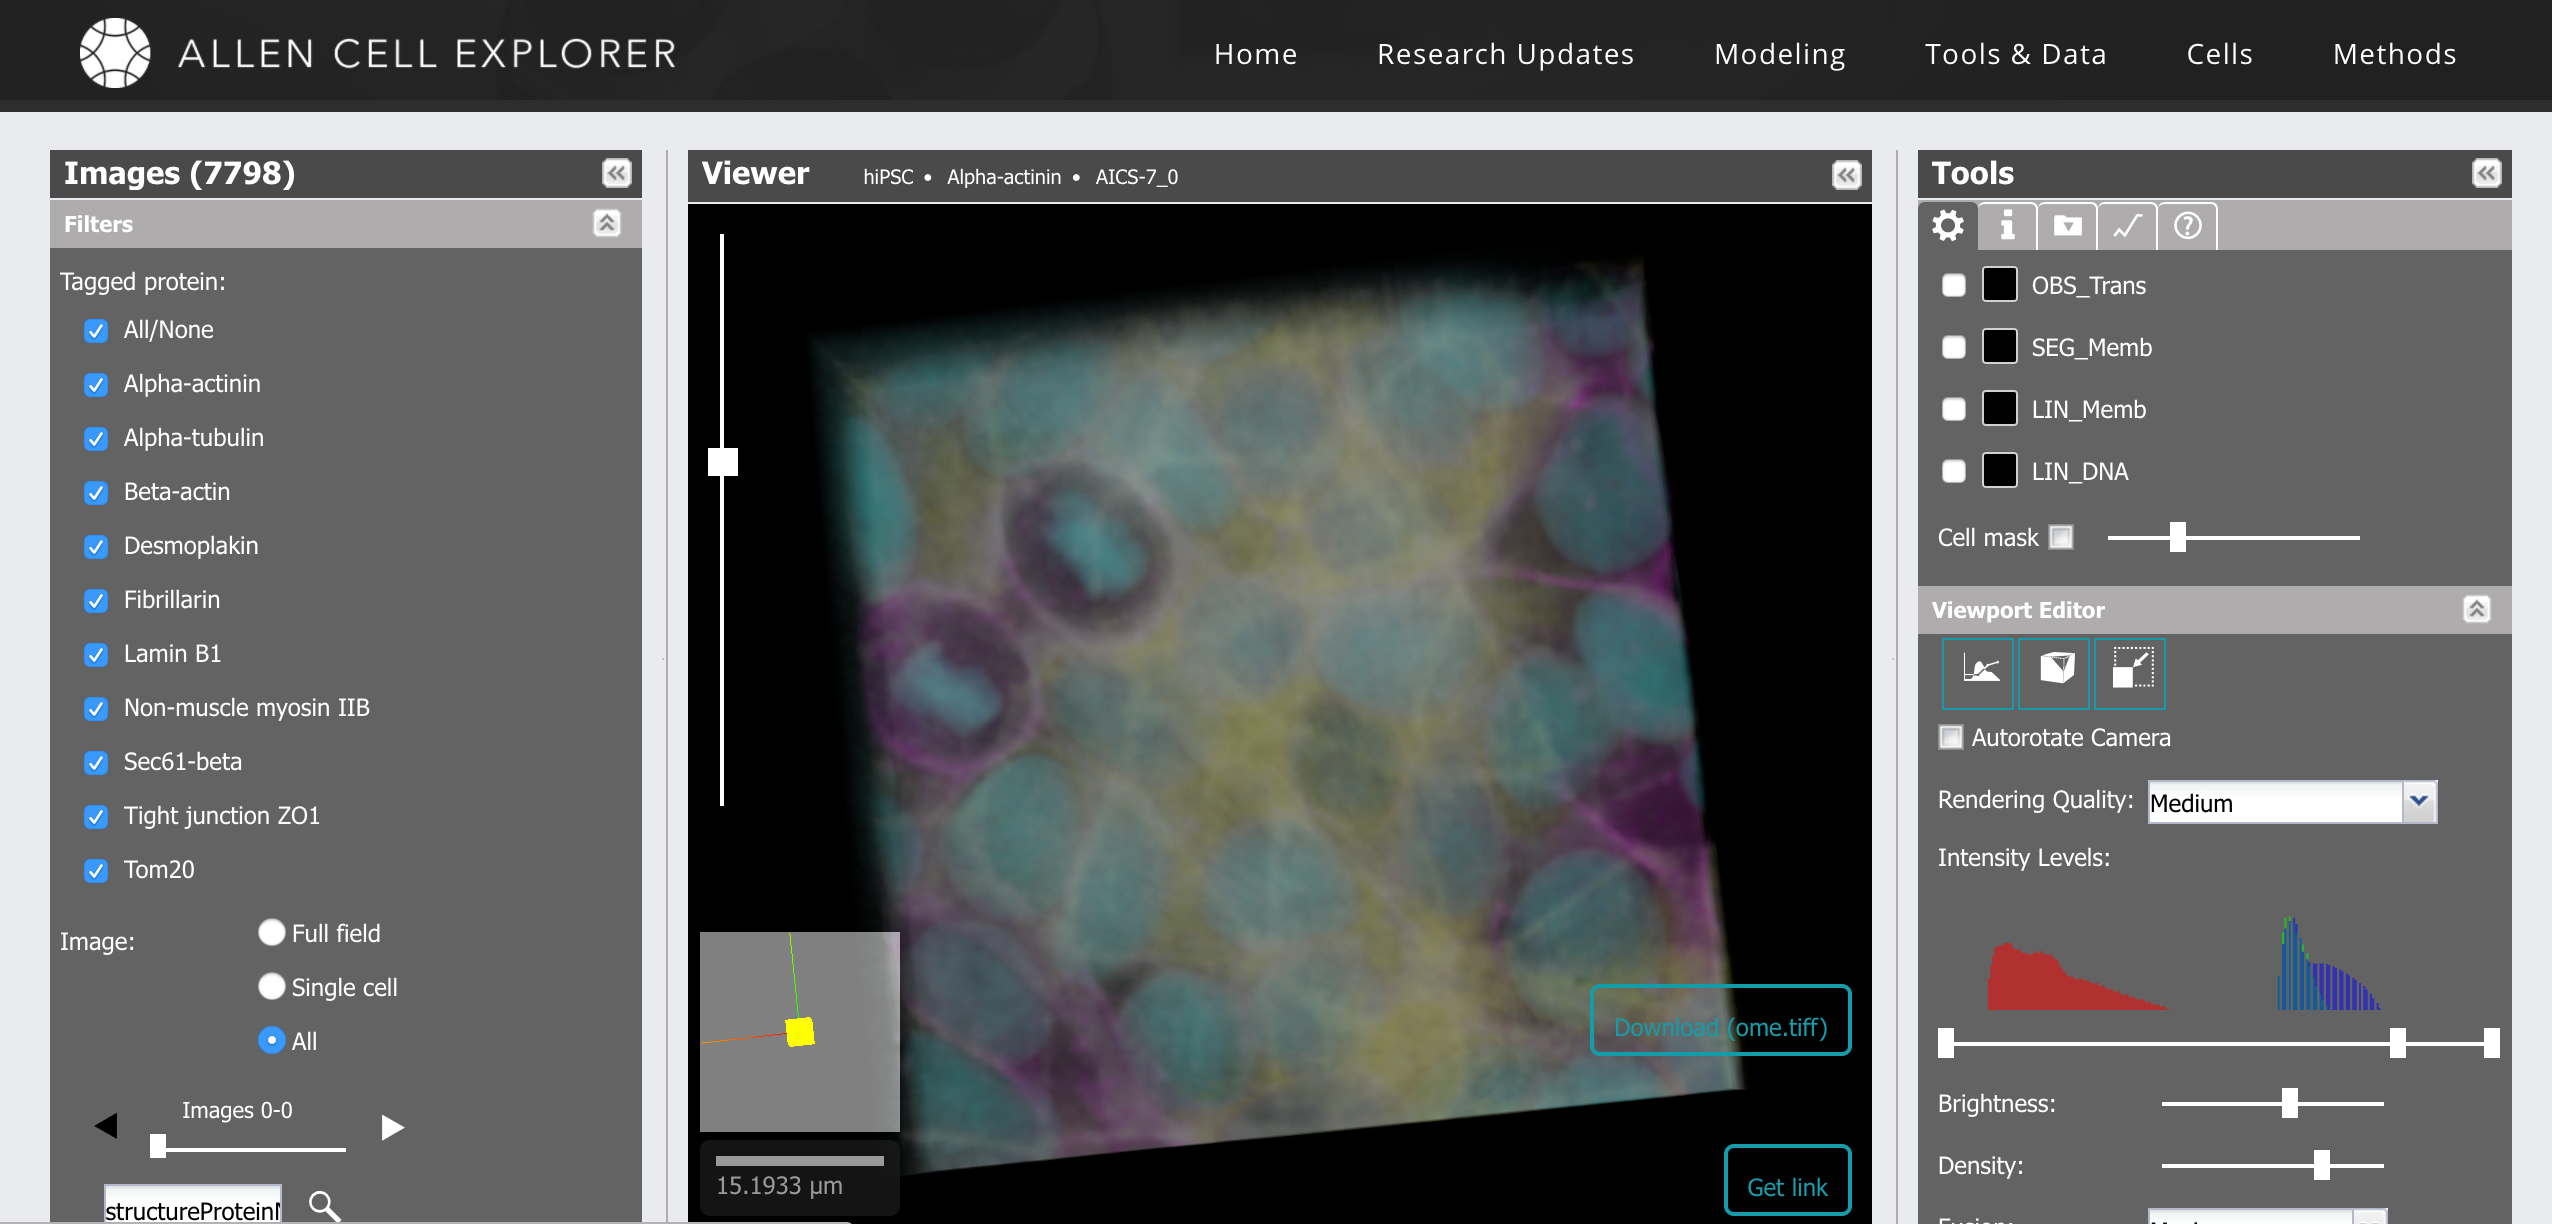 ALLEN CELL EXPLORER
Home Research Updates Modeling Tools & Data Cells Methods
Images (7798)
Filters
Tagged protein:
All/None
Alpha-actinin
Alpha-tubulin
Beta-actin
Desmoplakin
Fibrillarin
Lamin B1
Non-muscle myosin IIB
Sec61-beta
Tight junction ZO1
Tom20
Image:
Full field
Single cell
All
Images 0-0
structureProteinN
Viewer hiPSC • Alpha-actinin • AICS-7_0
Download (ome.tiff)
15.1933 µm
Get link
Tools
OBS_Trans
SEG_Memb
LIN_Memb
LIN_DNA
Cell mask
Viewport Editor
Autorotate Camera
Rendering Quality: Medium
Intensity Levels:
Brightness:
Density: